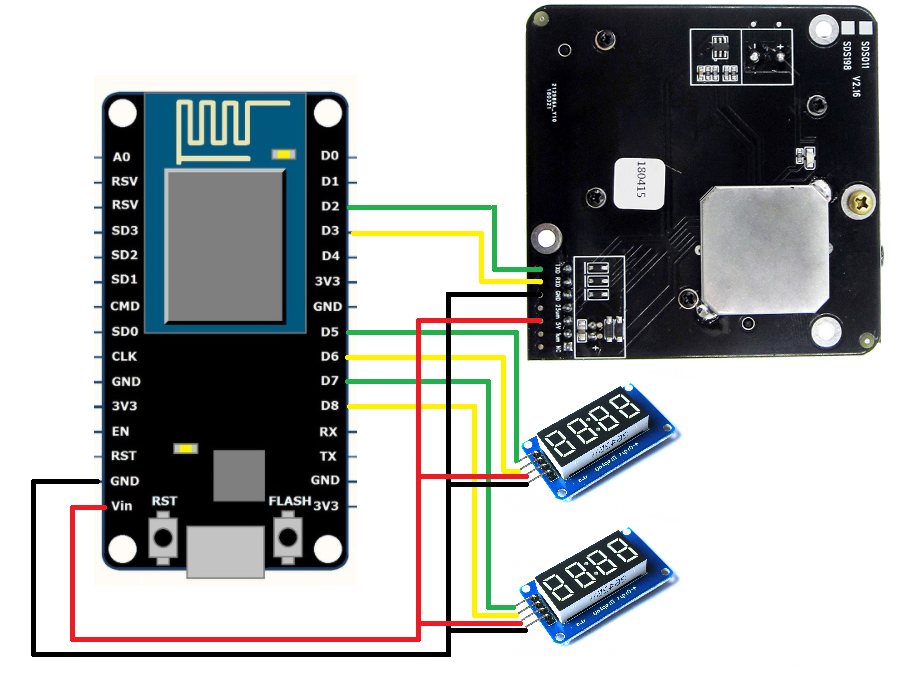 A0
RSV
RSV
SD3
SD2
SD1
CMD
SD0
CLK
GND
3V3
EN
RST
GND
Vin
D0
D1
D2
D3
D4
3V3
GND
D5
D6
D7
D8
RX
TX
GND
3V3
RST
FLASH
SDS011
SDS198
V2.16
180415
TXD
RXD
GND
25um
5V
1um
NC